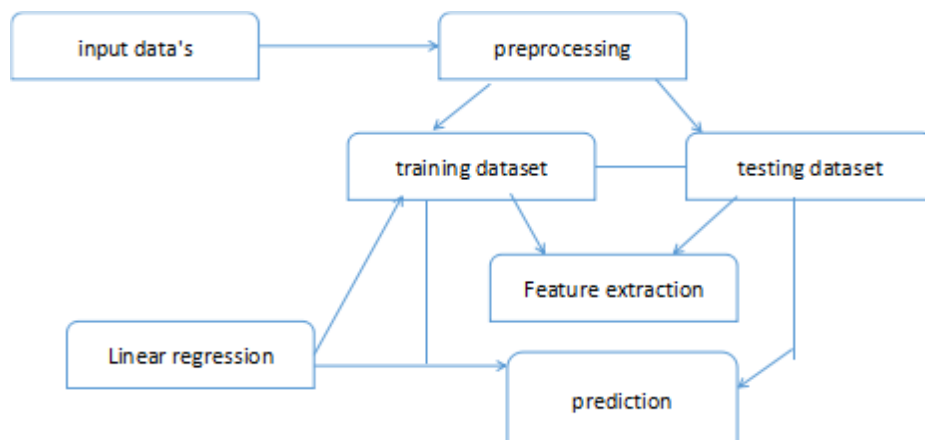 input data's
preprocessing
training dataset
testing dataset
Feature extraction
Linear regression
prediction